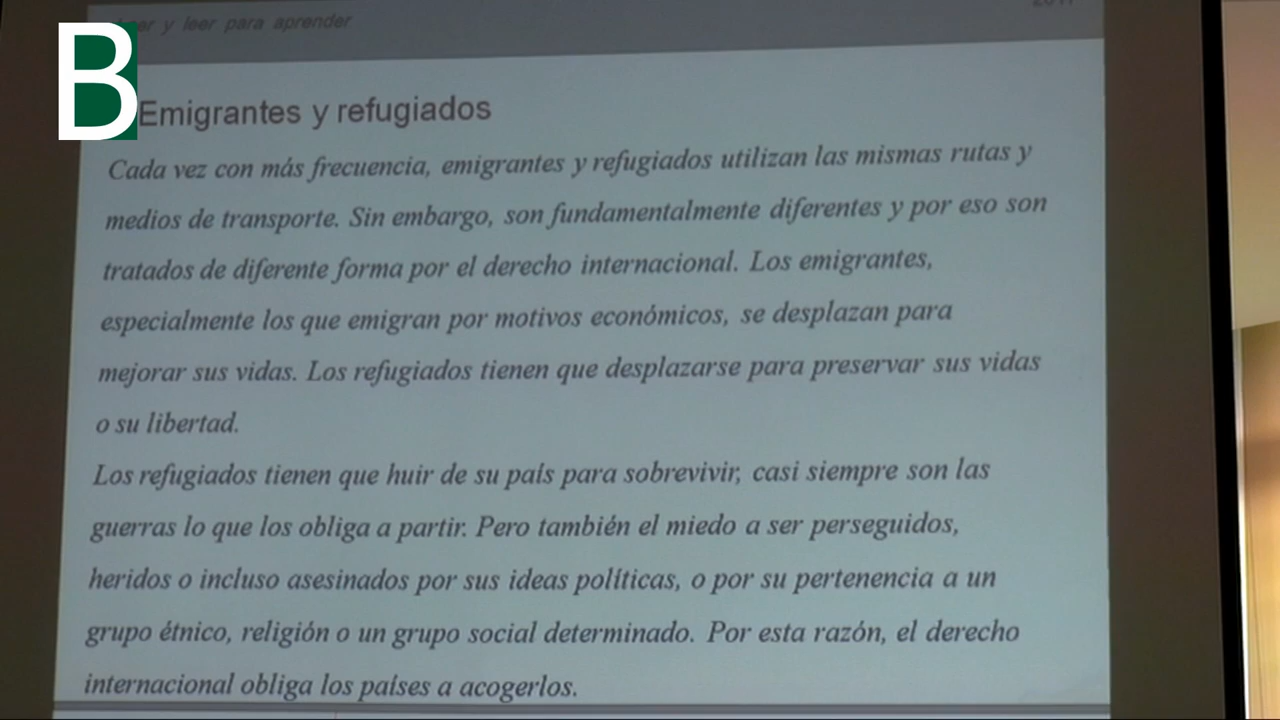 y leer para aprender
B
Emigrantes y refugiados
Cada vez con más frecuencia, emigrantes y refugiados utilizan las mismas rutas y
medios de transporte. Sin embargo, son fundamentalmente diferentes y por eso son
tratados de diferente forma por el derecho internacional. Los emigrantes,
especialmente los que emigran por motivos económicos, se desplazan para
mejorar sus vidas. Los refugiados tienen que desplazarse para preservar sus vidas
o su libertad.
Los refugiados tienen que huir de su país para sobrevivir, casi siempre son las
guerras lo que los obliga a partir. Pero también el miedo a ser perseguidos,
heridos o incluso asesinados por sus ideas políticas, o por su pertenencia a un
grupo étnico, religión o un grupo social determinado. Por esta razón, el derecho
internacional obliga los países a acogerlos.